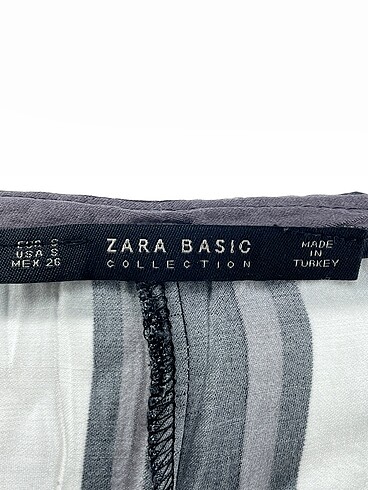 EUR S
USA S
MEX 26
ZARA BASIC
COLLECTION
MADE
IN
TURKEY